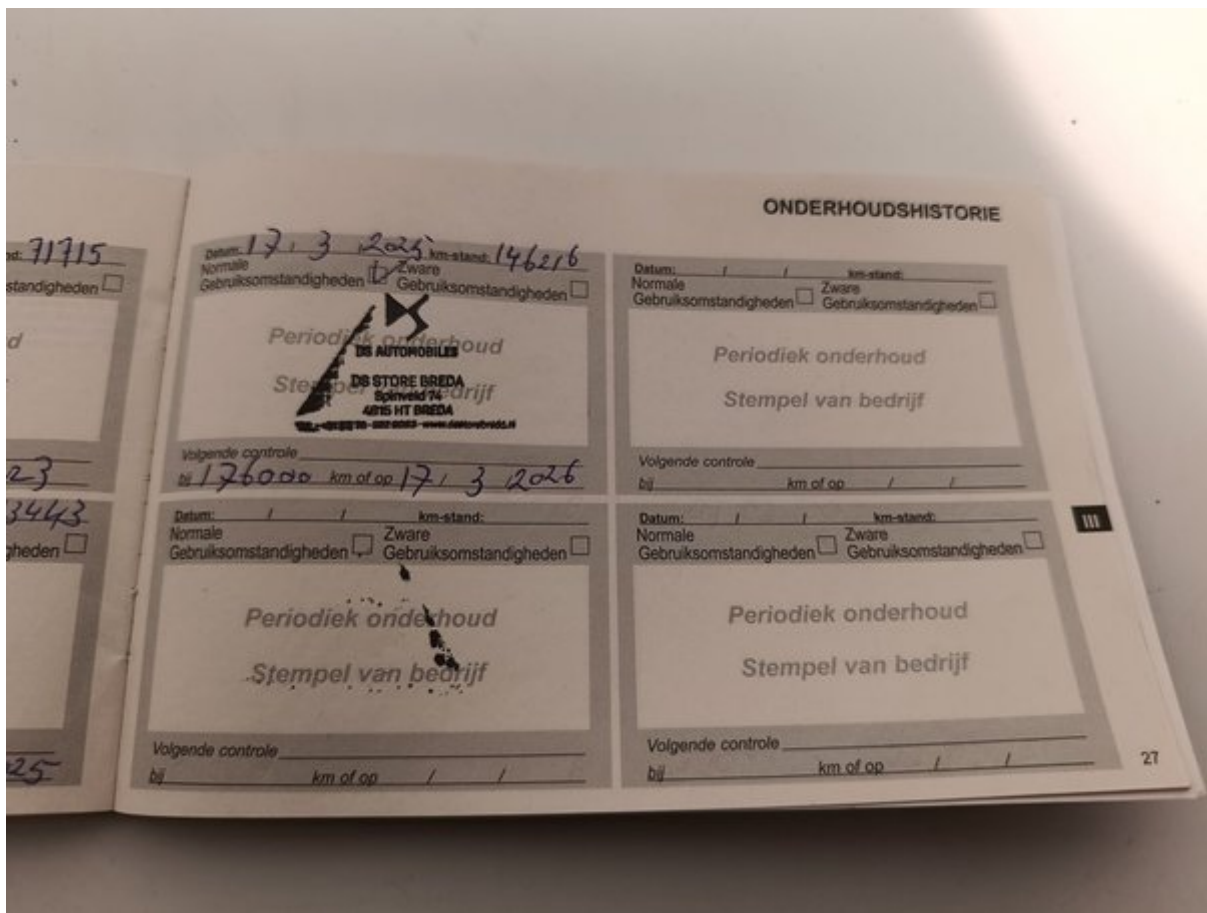 ONDERHOUDSHISTORIE
71715
standigheden
d
23
3443
gheden
25
Datum: 17 / 3 / 2025 km-stand: 146216
Normale Zware
Gebruiksomstandigheden Gebruiksomstandigheden
Periodiek onderhoud
Stempel van bedrijf
DS AUTOMOBILES
DS STORE BREDA
Spinveld 74
4815 HT BREDA
www.dsstorebreda.nl
Volgende controle
bij 176000 km of op 17 / 3 / 2026
Datum: / / km-stand:
Normale Zware
Gebruiksomstandigheden Gebruiksomstandigheden
Periodiek onderhoud
Stempel van bedrijf
Volgende controle
bij km of op / /
Datum: / / km-stand:
Normale Zware
Gebruiksomstandigheden Gebruiksomstandigheden
Periodiek onderhoud
Stempel van bedrijf
Volgende controle
bij km of op / /
Datum: / / km-stand:
Normale Zware
Gebruiksomstandigheden Gebruiksomstandigheden
Periodiek onderhoud
Stempel van bedrijf
Volgende controle
bij km of op / /
III
27